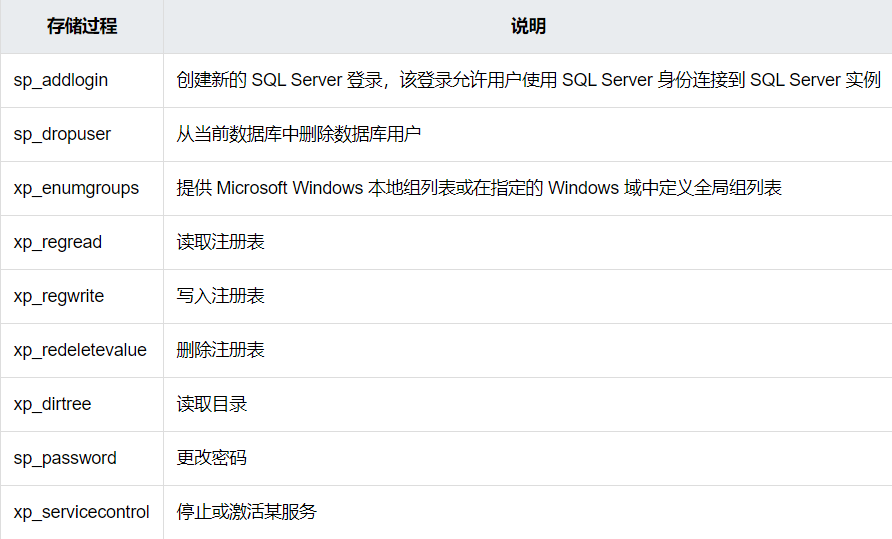 存储过程 说明
sp_addlogin 创建新的 SQL Server 登录，该登录允许用户使用 SQL Server 身份连接到 SQL Server 实例
sp_dropuser 从当前数据库中删除数据库用户
xp_enumgroups 提供 Microsoft Windows 本地组列表或在指定的 Windows 域中定义全局组列表
xp_regread 读取注册表
xp_regwrite 写入注册表
xp_redeletevalue 删除注册表
xp_dirtree 读取目录
sp_password 更改密码
xp_servicecontrol 停止或激活某服务